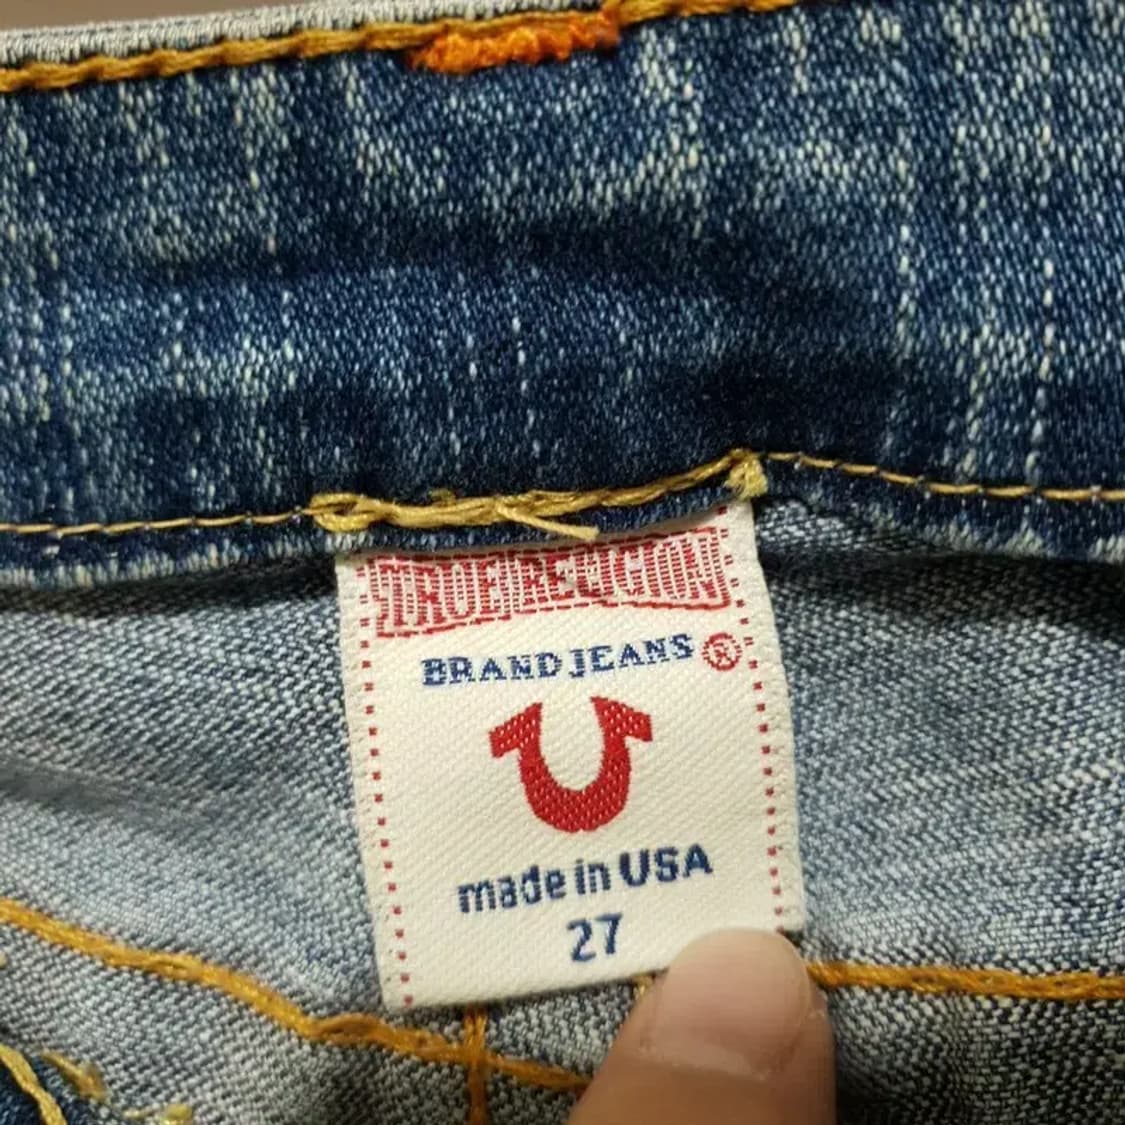 TRUE RELIGION
BRAND JEANS ®
made in USA
27